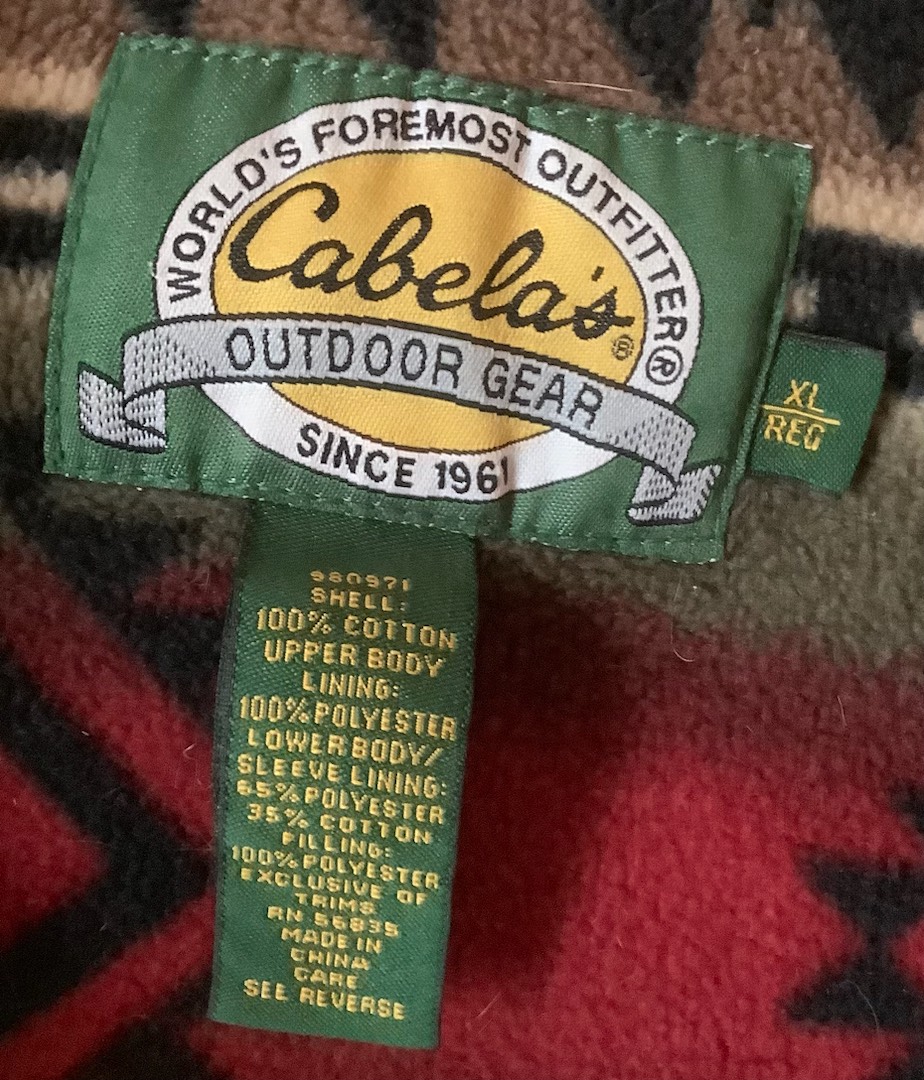 WORLD'S FOREMOST OUTFITTER®
Cabela's®
OUTDOOR GEAR
SINCE 1961
XL
REG
980971
SHELL:
100% COTTON
UPPER BODY
LINING:
100% POLYESTER
LOWER BODY/
SLEEVE LINING:
65% POLYESTER
35% COTTON
FILLING:
100% POLYESTER
EXCLUSIVE OF
TRIMS
RN 56835
MADE IN
CHINA
CARE
SEE REVERSE